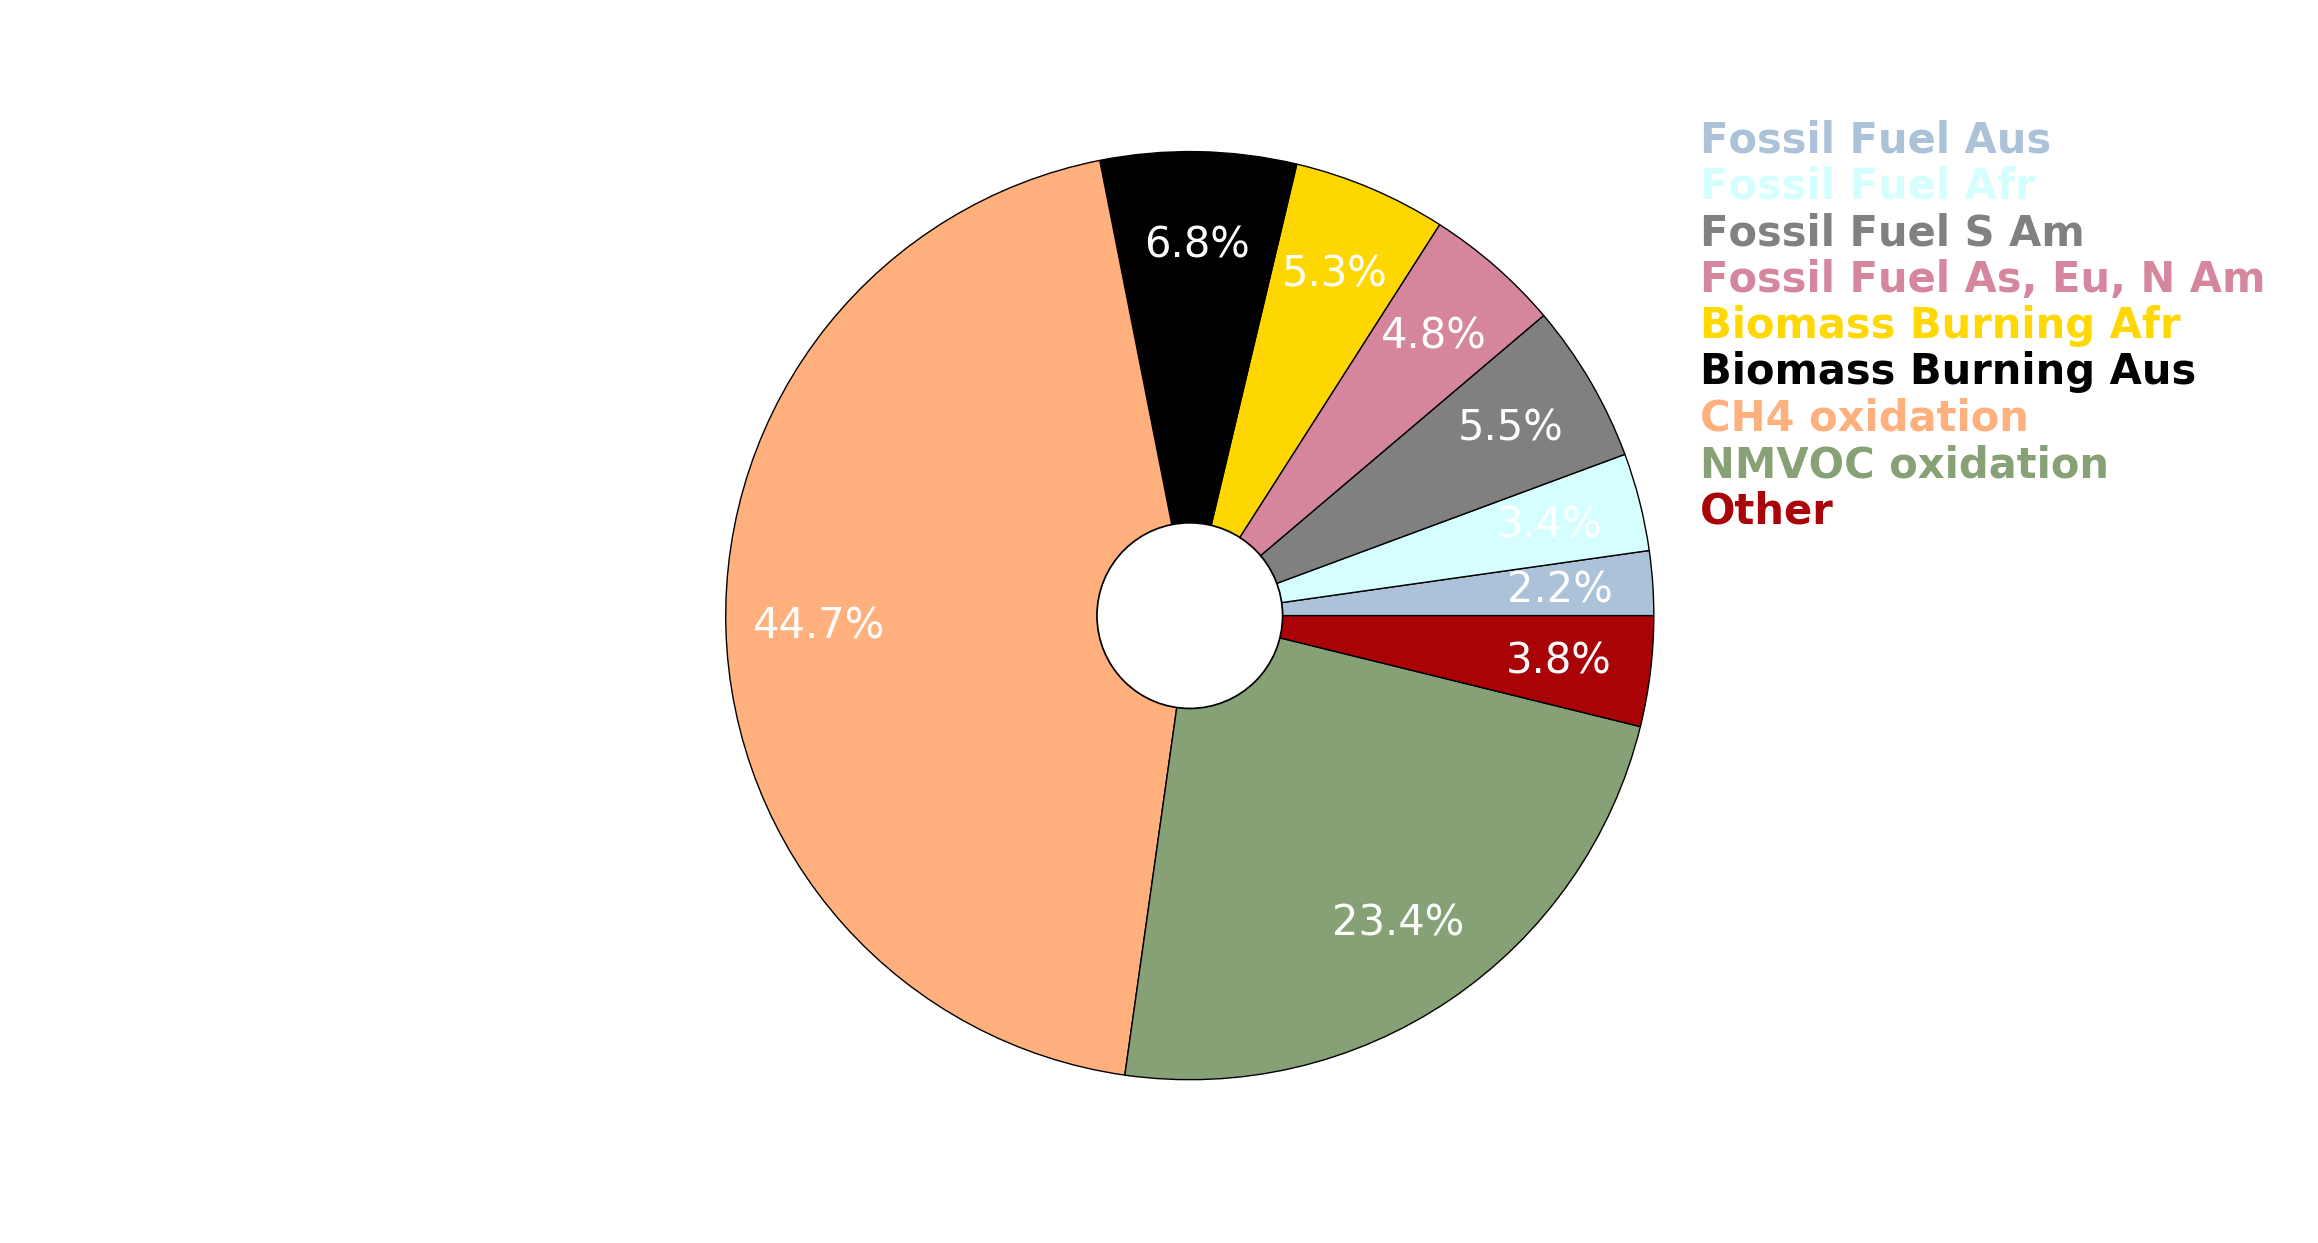 Fossil Fuel Aus
Fossil Fuel Afr
Fossil Fuel S Am
Fossil Fuel As, Eu, N Am
Biomass Burning Afr
Biomass Burning Aus
CH4 oxidation
NMVOC oxidation
Other
6.8%
5.3%
4.8%
5.5%
3.4%
2.2%
44.7%
3.8%
23.4%